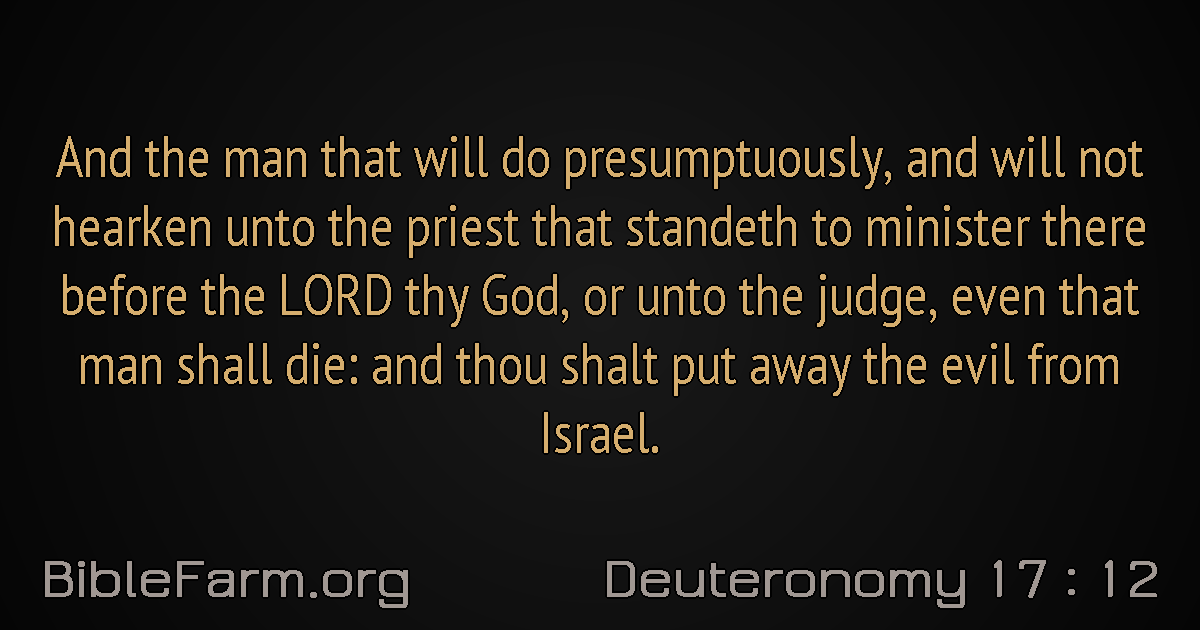 And the man that will do presumptuously, and will not
hearken unto the priest that standeth to minister there
before the LORD thy God, or unto the judge, even that
man shall die: and thou shalt put away the evil from
Israel.
BibleFarm.org
Deuteronomy 17 : 12